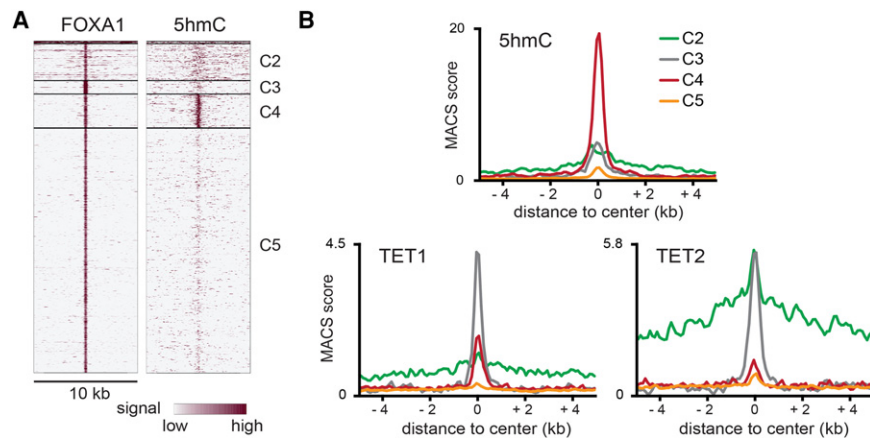 A
FOXA1 5hmC
C2
C3
C4
C5
10 kb
signal
low high
B
5hmC
20
MACS score
0
- 4 - 2 0 + 2 + 4
distance to center (kb)
C2
C3
C4
C5
TET1
4.5
MACS score
0
- 4 - 2 0 + 2 + 4
distance to center (kb)
TET2
5.8
0
- 4 - 2 0 + 2 + 4
distance to center (kb)